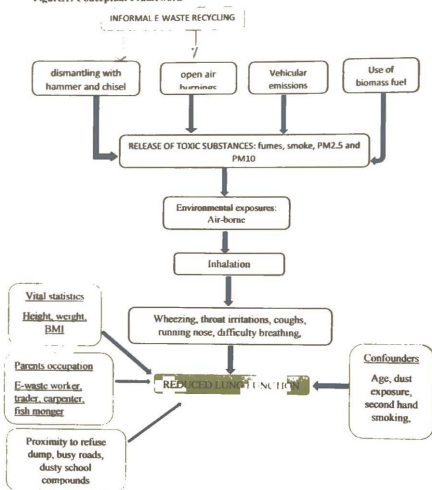 INFORMAL E WASTE RECYCLING
dismantling with
hammer and chisel
open air
burnings
Vehicular
emissions
Use of
biomass fuel
RELEASE OF TOXIC SUBSTANCES: fumes, smoke, PM2.5 and
PM10
Environmental exposures:
Air-borne
Inhalation
Wheezing, throat irritations, coughs,
running nose, difficulty breathing,
Vital statistics
Height, weight,
BMI
Parents occupation
E-waste worker,
trader, carpenter,
fish monger
Proximity to refuse
dump, busy roads,
dusty school
compounds
REDUCED LUNG FUNCTION
Confounders
Age, dust
exposure,
second hand
smoking,